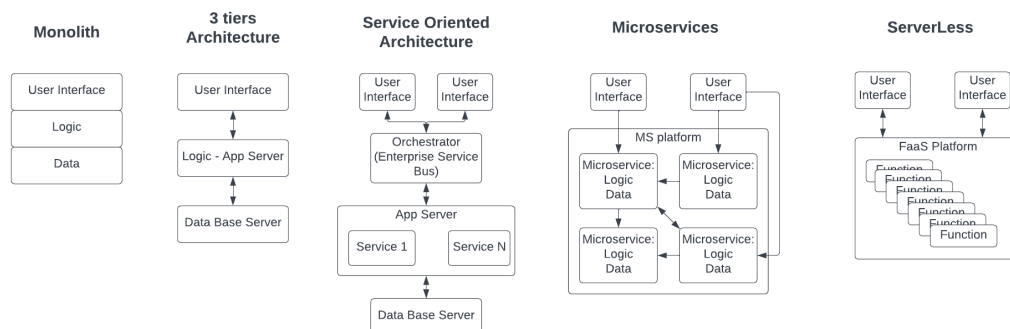 Monolith
User Interface
Logic
Data
3 tiers
Architecture
User Interface
Logic - App Server
Data Base Server
Service Oriented
Architecture
User
Interface
User
Interface
Orchestrator
(Enterprise Service
Bus)
App Server
Service 1
Service N
Data Base Server
Microservices
User
Interface
User
Interface
MS platform
Microservice:
Logic
Data
Microservice:
Logic
Data
Microservice:
Logic
Data
Microservice:
Logic
Data
ServerLess
User
Interface
User
Interface
FaaS Platform
Function
Function
Function
Function
Function
Function
Function